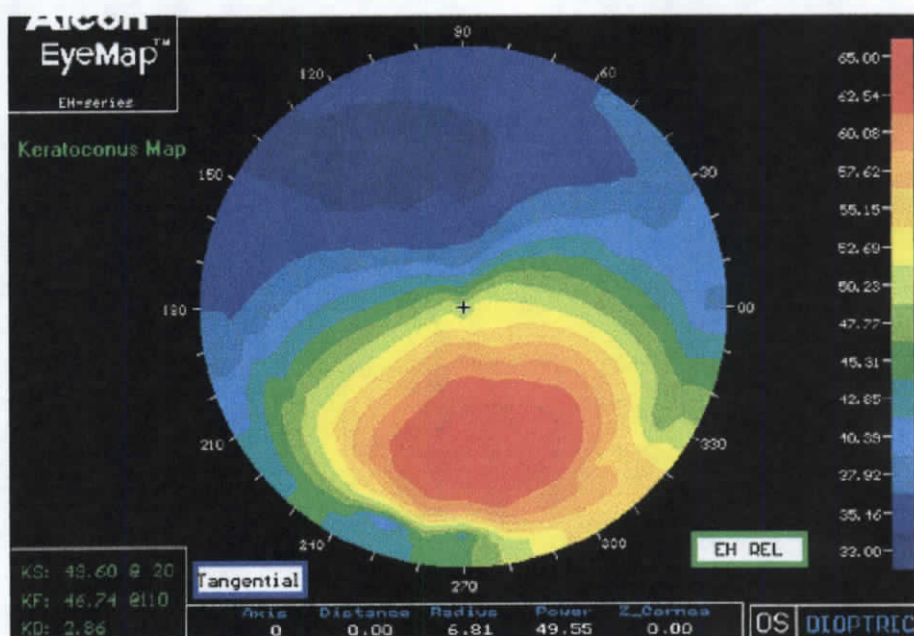 Alcon
EyeMap™
EH-series
Keratoconus Map
90
120
60
150
30
180
00
210
330
240
300
270
65.00
62.54
60.08
57.62
55.15
52.69
50.23
47.77
45.31
42.85
40.39
37.92
35.46
33.00
EH REL
KS: 49.60 @ 20
KF: 46.74 @110
KD: 2.86
Tangential
Axis Distance Radius Power Z_Cornea
0 0.00 6.81 49.55 0.00
OS DIOPTRIC